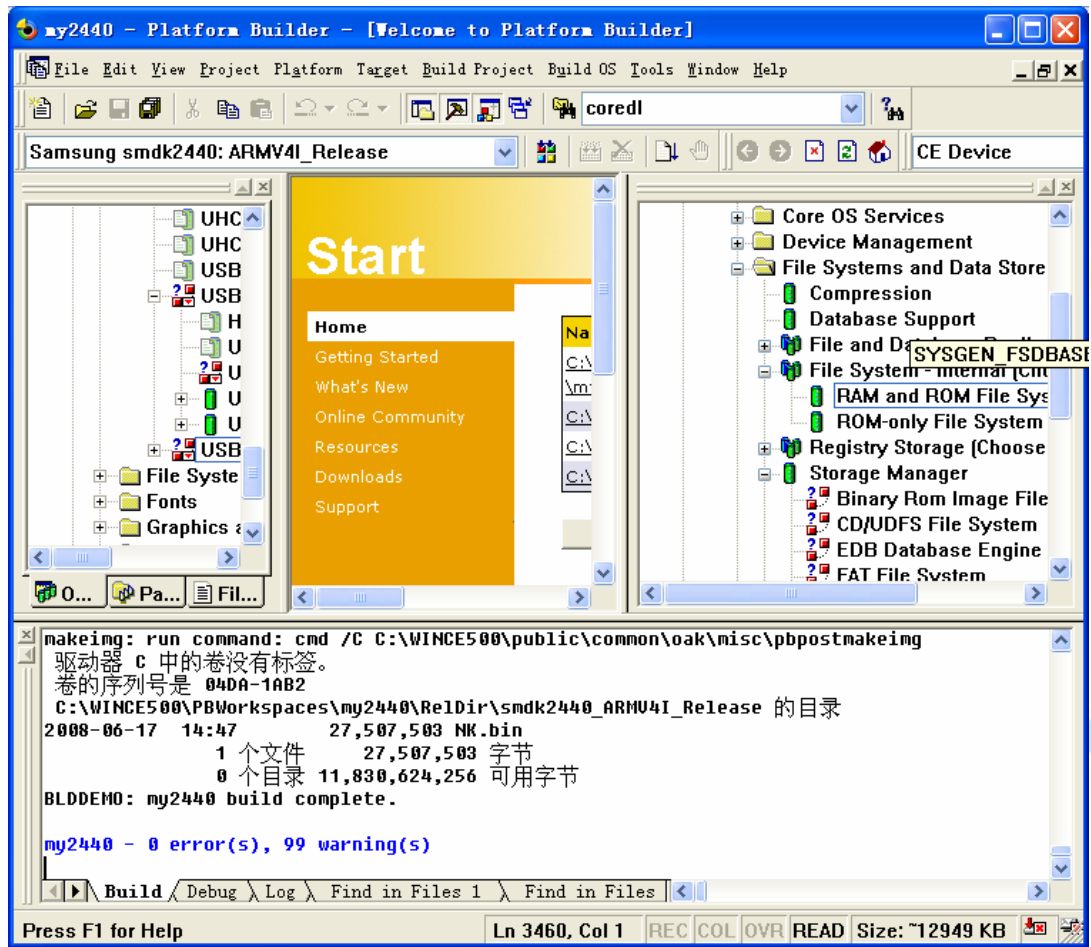 my2440 - Platform Builder - [Welcome to Platform Builder]
File Edit View Project Platform Target Build Project Build OS Tools Window Help
coredl
Samsung smdk2440: ARMV4I_Release
CE Device
UHC
UHC
USB
USB
H
U
U
U
U
USB
File Syste
Fonts
Graphics a
O... Pa... Fil...
Start
Home
Getting Started
What's New
Online Community
Resources
Downloads
Support
Na
C:\
\m
C:\
C:\
C:\
Core OS Services
Device Management
File Systems and Data Store
Compression
Database Support
File and Da
SYSGEN_FSDBASE
File System - Internal (Ch
RAM and ROM File Sys
ROM-only File System
Registry Storage (Choose
Storage Manager
Binary Rom Image File
CD/UDFS File System
EDB Database Engine
FAT File System
makeimg: run command: cmd /C C:\WINCE500\public\common\oak\misc\pbpostmakeimg
驱动器 C 中的卷没有标签。
卷的序列号是 04DA-1AB2
C:\WINCE500\PBWorkspaces\my2440\RelDir\smdk2440_ARMV4I_Release 的目录
2008-06-17 14:47 27,507,503 NK.bin
1 个文件 27,507,503 字节
0 个目录 11,830,624,256 可用字节
BLDDEMO: my2440 build complete.
my2440 - 0 error(s), 99 warning(s)
Build Debug Log Find in Files 1 Find in Files
Press F1 for Help
Ln 3460, Col 1 REC COL OVR READ Size: ~12949 KB